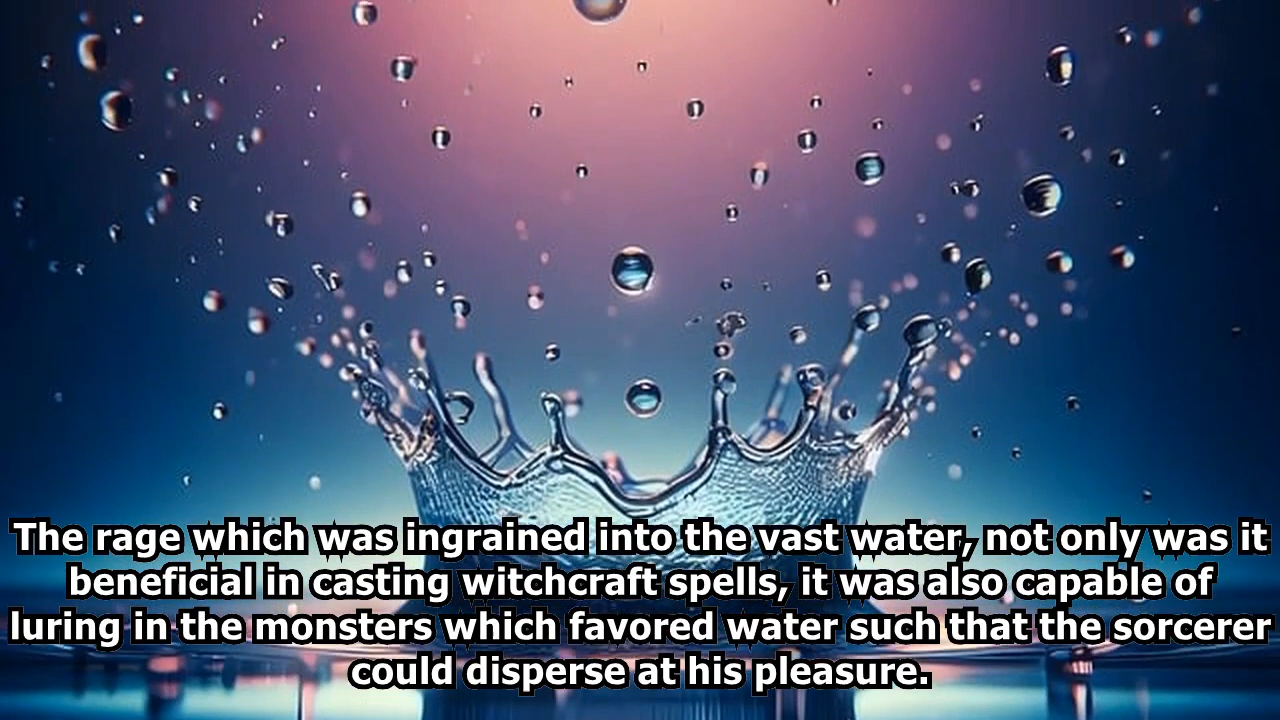 The rage which was ingrained into the vast water, not only was it
beneficial in casting witchcraft spells, it was also capable of
luring in the monsters which favored water such that the sorcerer
could disperse at his pleasure.